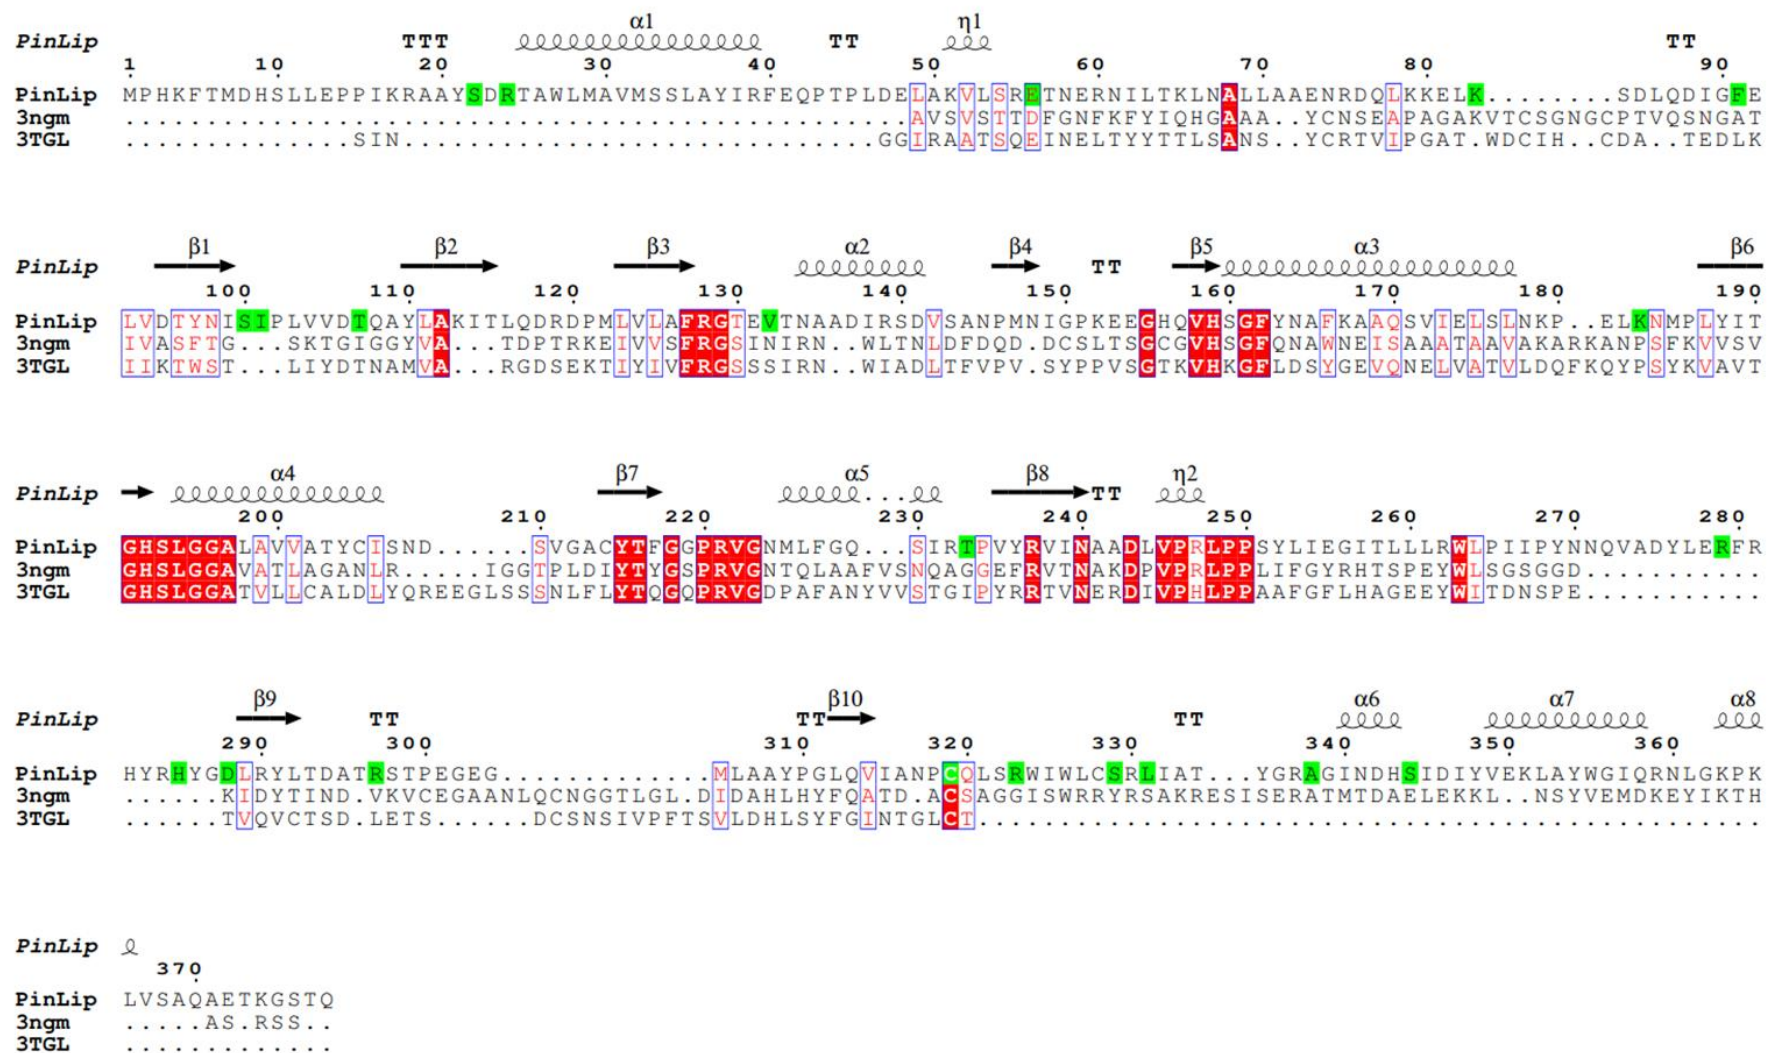 α1 η1
PinLip TTT TT TT
1 10 20 30 40 50 60 70 80 90
PinLip MPHKFTMDHSLLEPPIKRAAYSDRTAWLMAVMSSLAYIRFEQPTPLDELAKVLSRETNERNILTKLNALLAAENRDQLKKELK........SDLQDIGFE
3ngm ................................................AVSVSTTDFGNFKFYIQHGAAA..YCNSEAPAGAKVTCSGNGCPTVQSNGAT
3TGL ..............SIN.............................GGIRAATSQEINELTYYTTLSANS..YCRTVIPGAT.WDCIH..CDA..TEDLK
β1 β2 β3 α2 β4 β5 α3 β6
PinLip TT
100 110 120 130 140 150 160 170 180 190
PinLip LVDTYNISIPLVVDTQAYLAKITLQDRDPMLVLAFRGTEVTNAADIRSDVSANPMNIGPKEEGHQVHSGFYNAFKAAQSVIELSLNKP..ELKNMPLYIT
3ngm IVASFTG...SKTGIGGYVA...TDPTRKEIVVSFRGSINIRN..WLTNLDFDQD.DCSLTSGCGVHSGFQNAWNEISAAATAAVAKARKANPSFKVVSV
3TGL IIKTWST...LIYDTNAMVA...RGDSEKTIYIVFRGSSSIRN..WIADLTFVPV.SYPPVSGTKVHKGFLDSYGEVQNELVATVLDQFKQYPSYKVAVT
α4 β7 α5 β8 η2
PinLip ... TT
200 210 220 230 240 250 260 270 280
PinLip GHSLGGALAVVATYCISND......SVGACYTFGGPRVGNMLFGQ...SIRTPVYRVINAADLVPRLPPSYLIEGITLLLRWLPIIPYNNQVADYLERFR
3ngm GHSLGGAVATLAGANLR.....IGGTPLDIYTYGSPRVGNTQLAAFVSNQAGGEFRVTNAKDPVPRLPPLIFGYRHTSPEYWLSGSGGD...........
3TGL GHSLGGATVLLCALDLYQREEGLSSSNLFLYTQGQPRVGDPAFANYVVSTGIPYRRTVNERDIVPHLPPAAFGFLHAGEEYWITDNSPE...........
β9 β10 α6 α7 α8
PinLip TT TT TT
290 300 310 320 330 340 350 360
PinLip HYRHYGDLRYLTDATRSTPEGEG.............MLAAYPGLQVIANPCQLSRWIWLCSRLIAT...YGRAGINDHSIDIYVEKLAYWGIQRNLGKPK
3ngm ......KIDYTIND.VKVCEGAANLQCNGGTLGL.DIDAHLHYFQATD.ACSAGGISWRRYRSAKRESISERATMTDAELEKKL..NSYVEMDKEYIKTH
3TGL ......TVQVCTSD.LETS......DCSNSIVPFTSVLDHLSYFGINTGLCT................................................
PinLip
370
PinLip LVSAQAETKGSTQ
3ngm .....AS.RSS..
3TGL .............